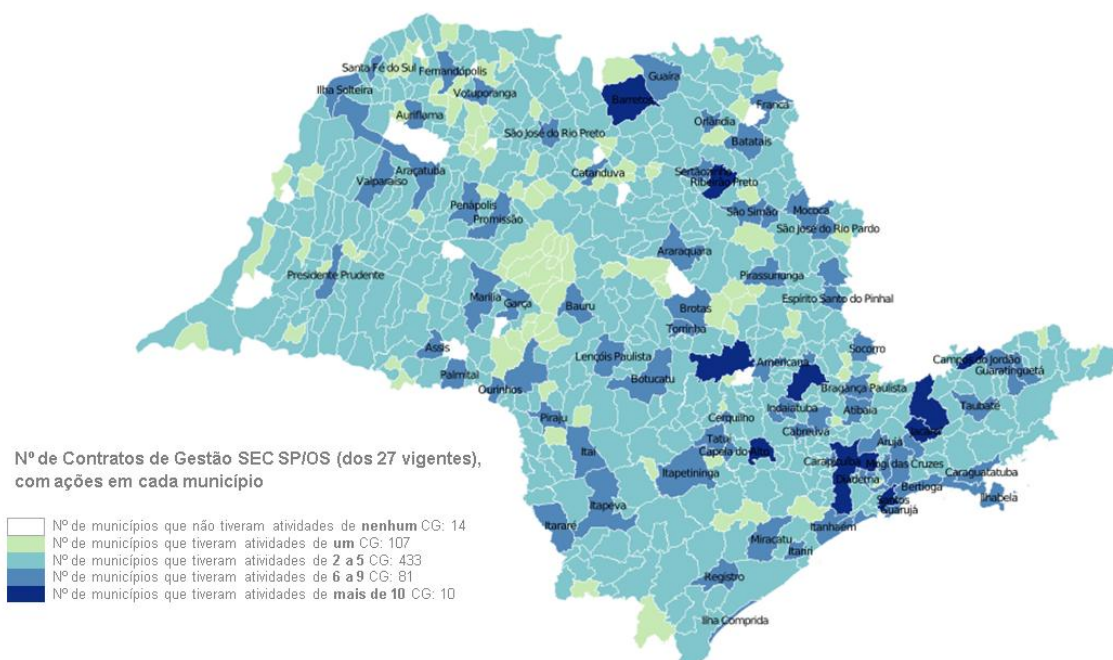 Santa Fé do Sul
Fernandópolis
Guaíra
Ilha Solteira
Votuporanga
Barretos
Franca
Auriflama
Orlândia
São José do Rio Preto
Batatais
Araçatuba
Catanduva
Sertãozinho
Valparaíso
Ribeirão Preto
Penápolis
São Simão
Mococa
Promissão
São José do Rio Pardo
Araraquara
Presidente Prudente
Pirassununga
Marília
Garça
Bauru
Brotas
Espírito Santo do Pinhal
Torrinha
Assis
Lençóis Paulista
Americana
Socorro
Campos do Jordão
Guaratinguetá
Palmital
Ourinhos
Botucatu
Bragança Paulista
Piraju
Cerquilho
Indaiatuba
Atibaia
Taubaté
Cabreúva
Jacareí
Itaí
Tatuí
Capela do Alto
Arujá
Carapicuíba
Mogi das Cruzes
Caraguatatuba
Itapetininga
Diadema
Bertioga
Ilhabela
Itapeva
Santos
Guarujá
Itararé
Itanhaém
Miracatu
Itariri
Registro
Ilha Comprida
Nº de Contratos de Gestão SEC SP/OS (dos 27 vigentes),
com ações em cada município
Nº de municípios que não tiveram atividades de nenhum CG: 14
Nº de municípios que tiveram atividades de um CG: 107
Nº de municípios que tiveram atividades de 2 a 5 CG: 433
Nº de municípios que tiveram atividades de 6 a 9 CG: 81
Nº de municípios que tiveram atividades de mais de 10 CG: 10